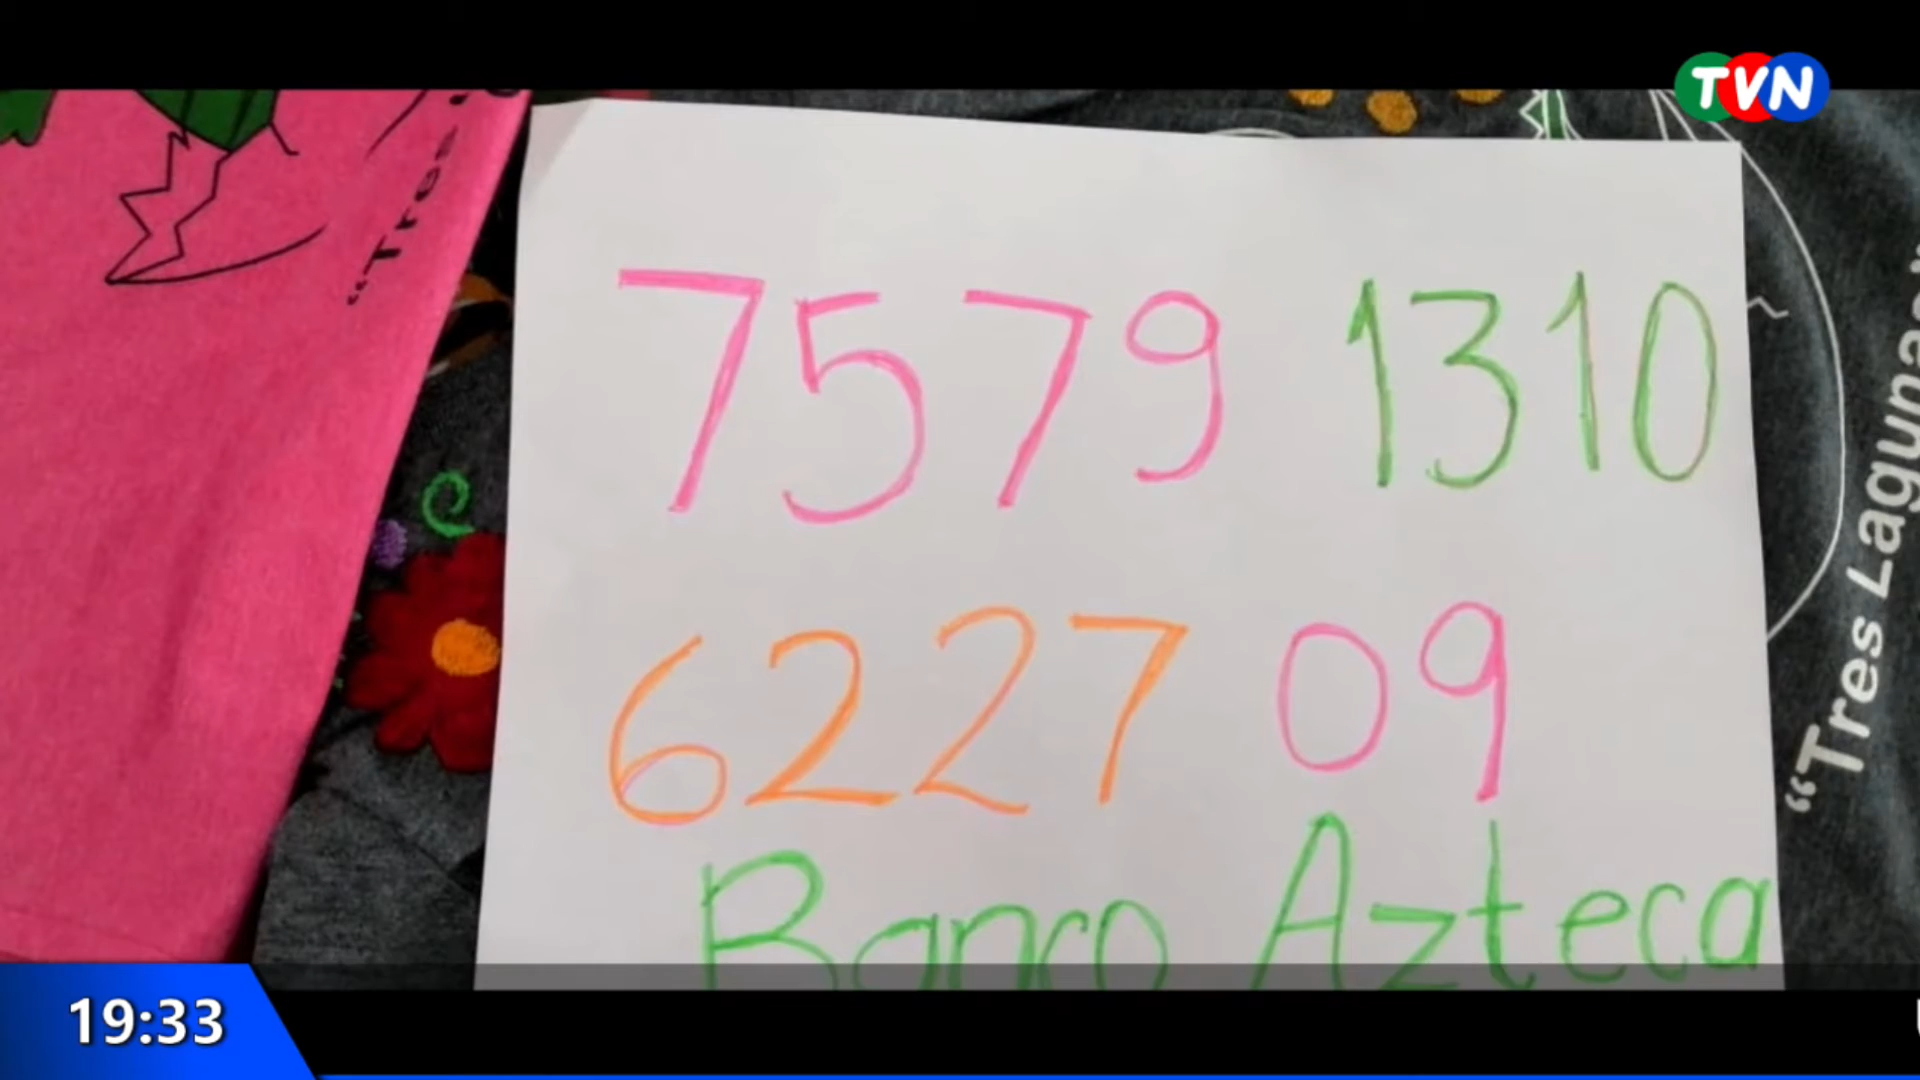 TVN
"Tres
7579 1310
6227 09
Banco Azteca
"Tres Lagunas"
19:33